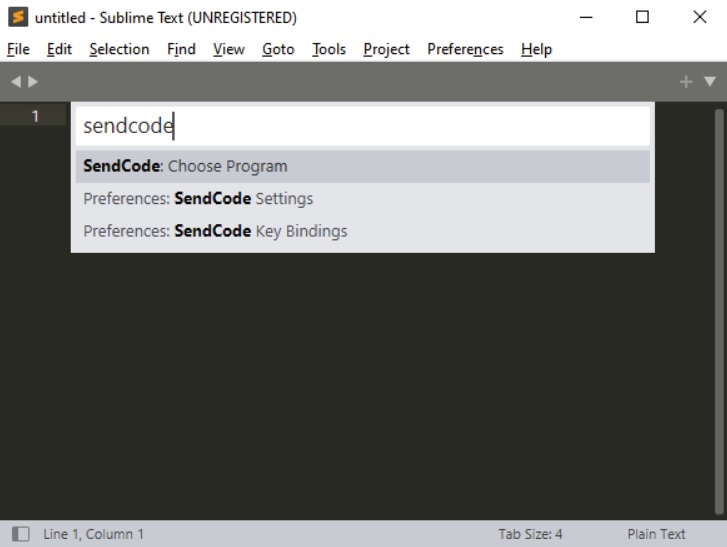 untitled - Sublime Text (UNREGISTERED)
File Edit Selection Find View Goto Tools Project Preferences Help
1
sendcode
SendCode: Choose Program
Preferences: SendCode Settings
Preferences: SendCode Key Bindings
Line 1, Column 1 Tab Size: 4 Plain Text